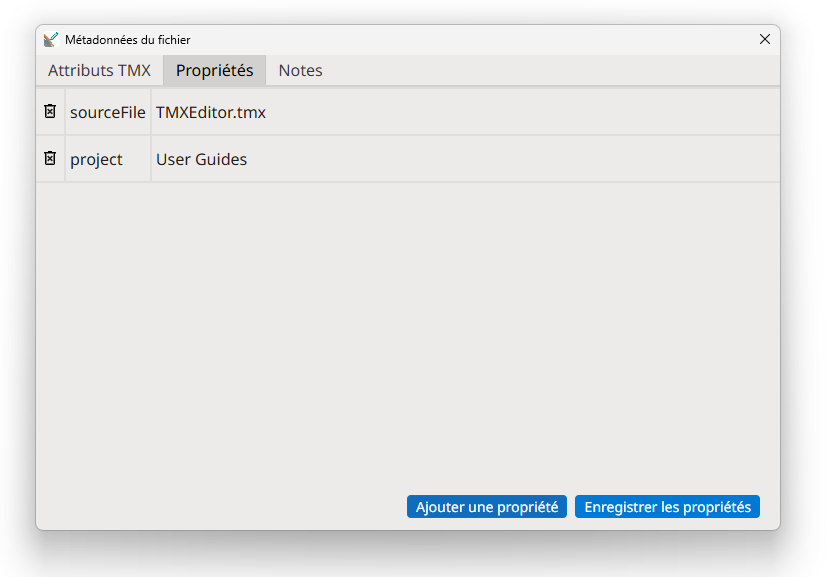 Métadonnées du fichier
Attributs TMX Propriétés Notes
sourceFile TMXEditor.tmx
project User Guides
Ajouter une propriété Enregistrer les propriétés